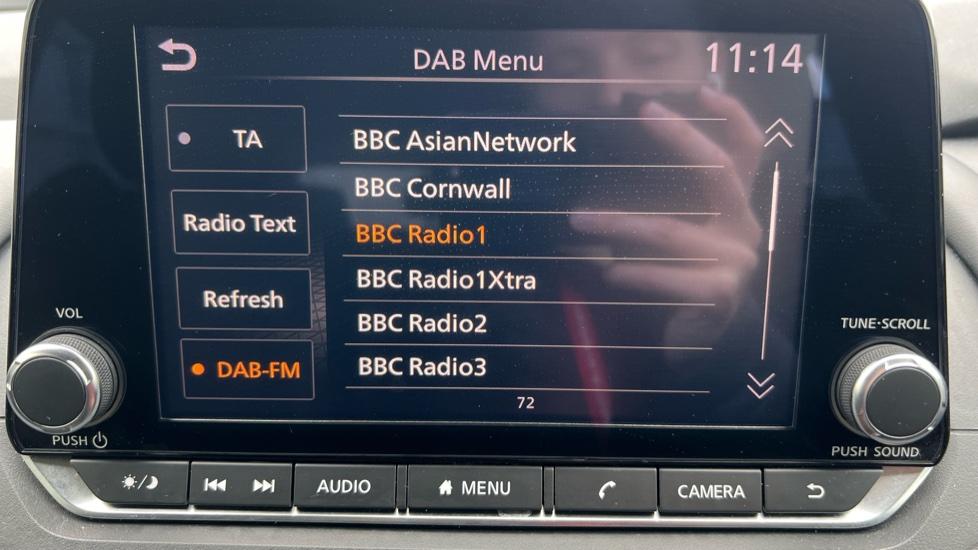 DAB Menu
11:14
TA
Radio Text
Refresh
DAB-FM
BBC AsianNetwork
BBC Cornwall
BBC Radio1
BBC Radio1Xtra
BBC Radio2
BBC Radio3
72
VOL
PUSH
TUNE·SCROLL
PUSH SOUND
AUDIO
MENU
CAMERA